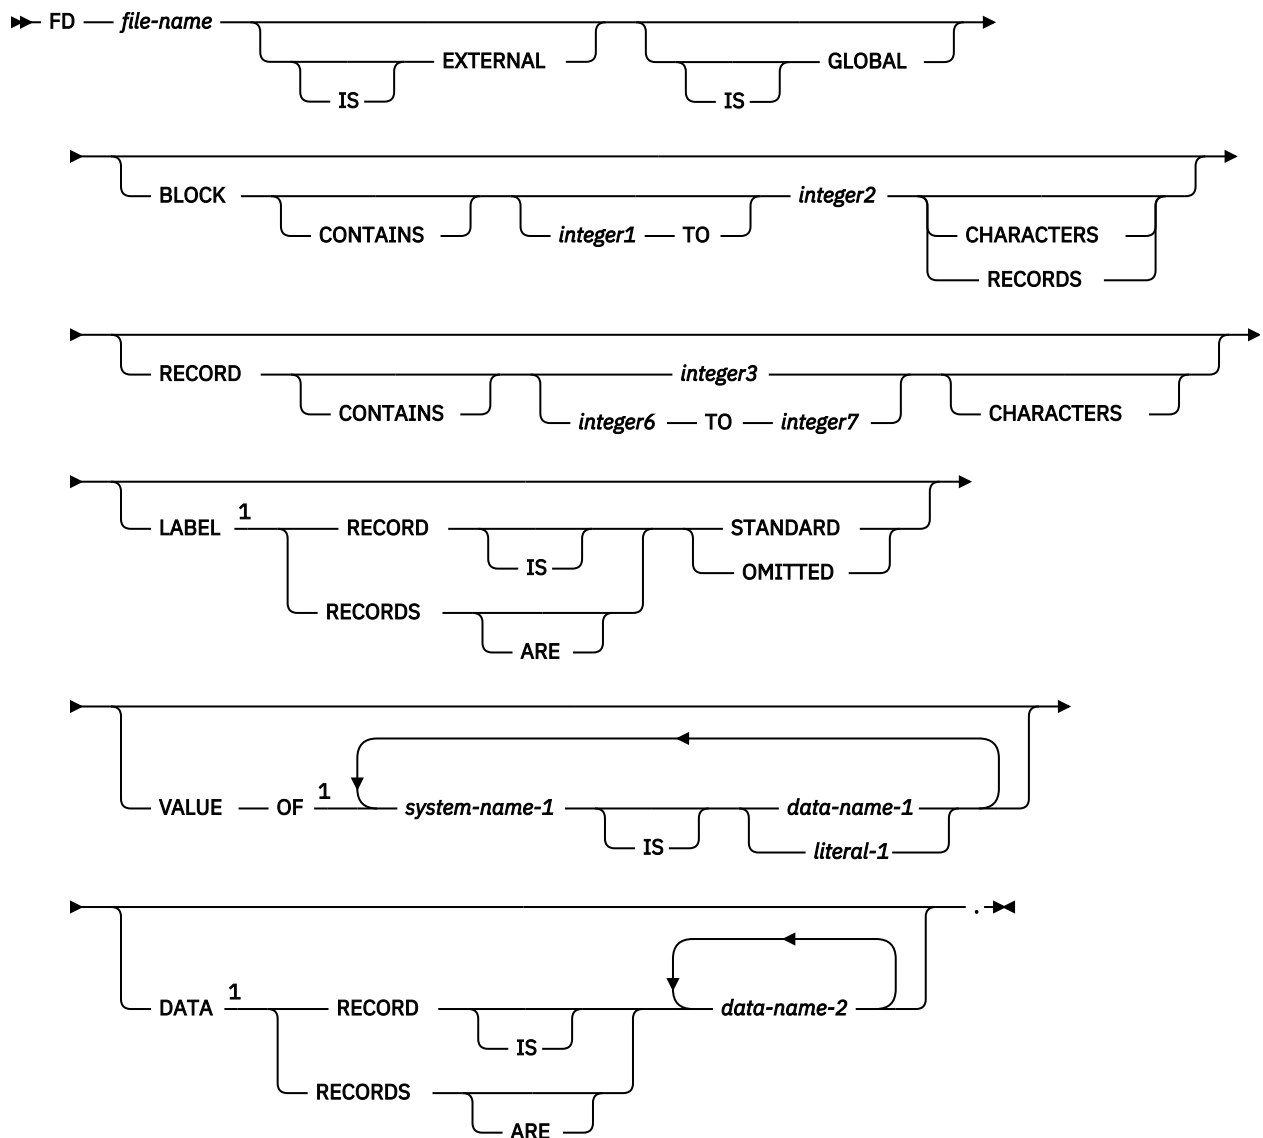 FD file-name
EXTERNAL GLOBAL
IS IS
BLOCK integer2
CONTAINS integer1 TO CHARACTERS
RECORDS
RECORD integer3
CONTAINS integer6 TO integer7 CHARACTERS
1
LABEL RECORD STANDARD
IS OMITTED
RECORDS
ARE
1
VALUE OF system-name-1 data-name-1
IS literal-1
.
1
DATA RECORD data-name-2
IS
RECORDS
ARE